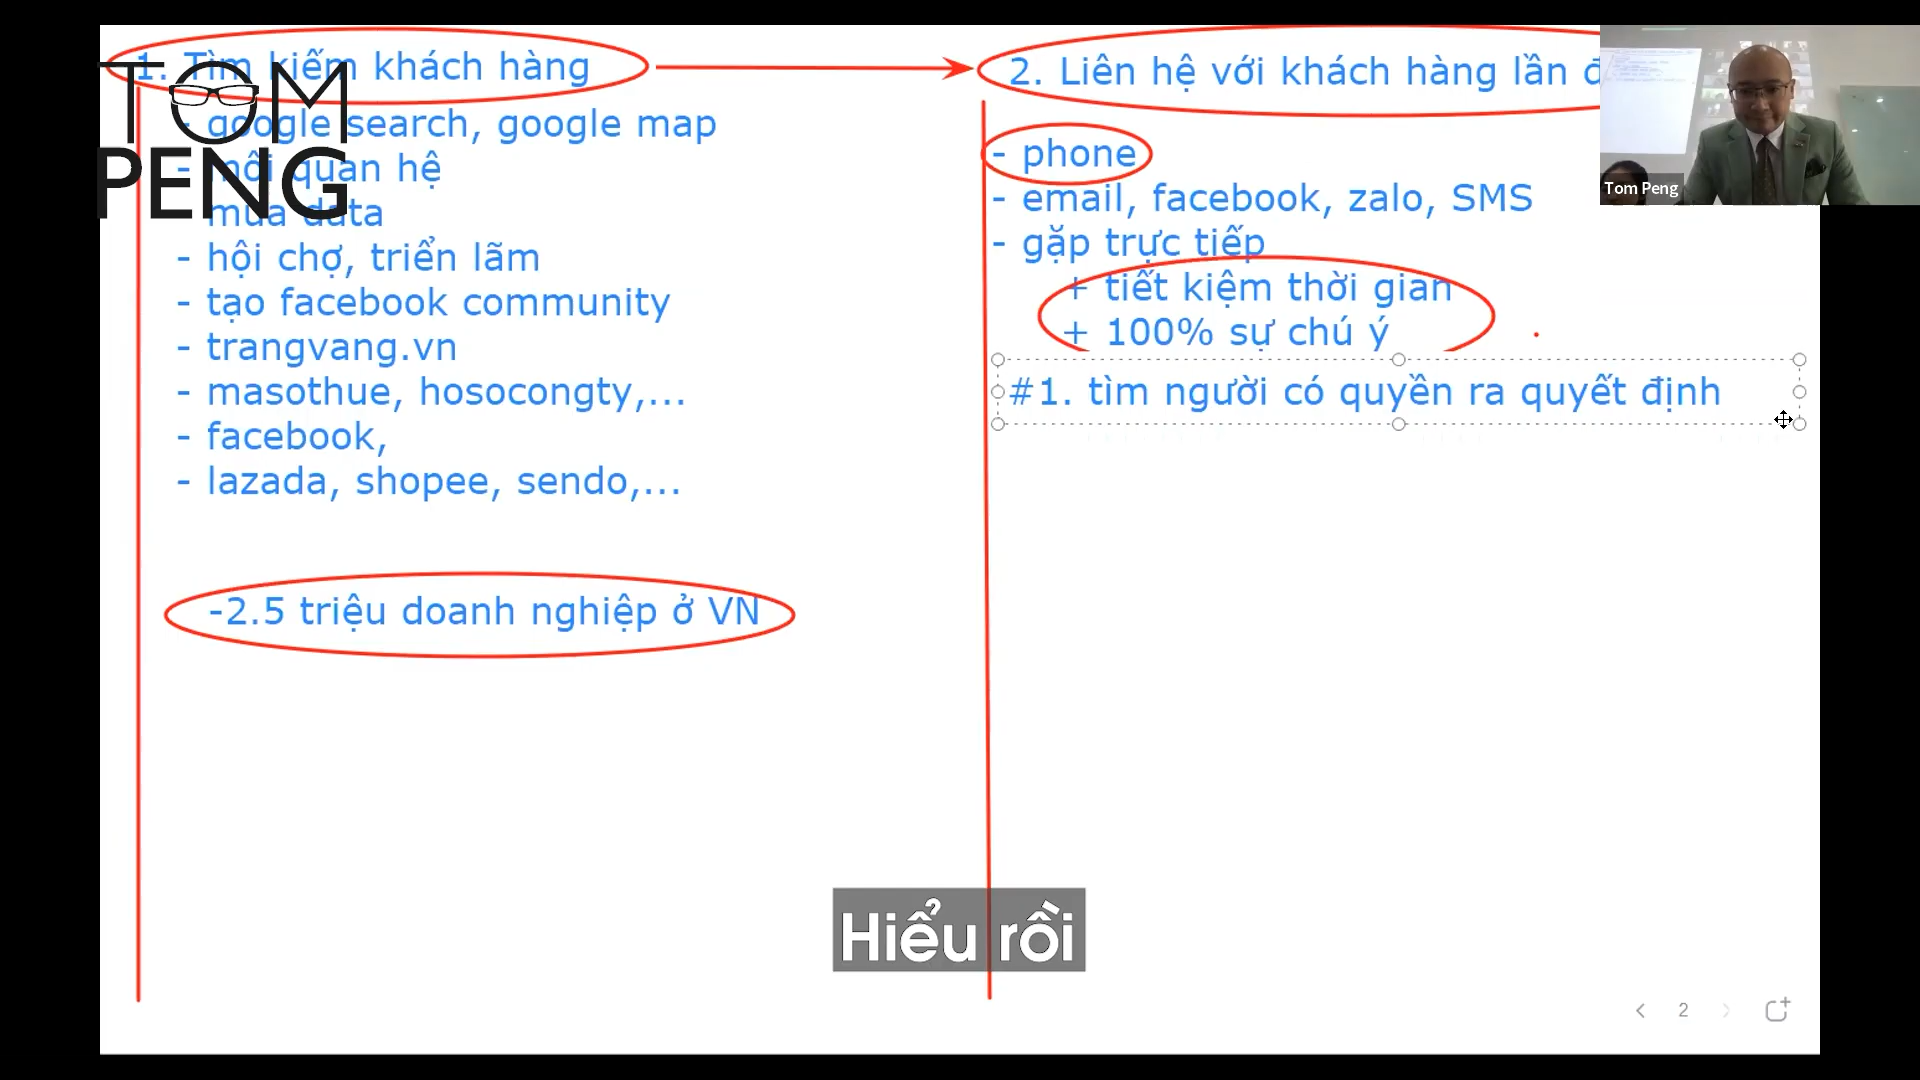 1. Tìm kiếm khách hàng
- google search, google map
- mối quan hệ
mua data
- hội chợ, triển lãm
- tạo facebook community
- trangvang.vn
- masothue, hosocongty,...
- facebook,
- lazada, shopee, sendo,...
-2.5 triệu doanh nghiệp ở VN
TOM
PENG
2. Liên hệ với khách hàng lần
- phone
- email, facebook, zalo, SMS
- gặp trực tiếp
+ tiết kiệm thời gian
+ 100% sự chú ý
#1. tìm người có quyền ra quyết định
Tom Peng
Hiểu rồi
2